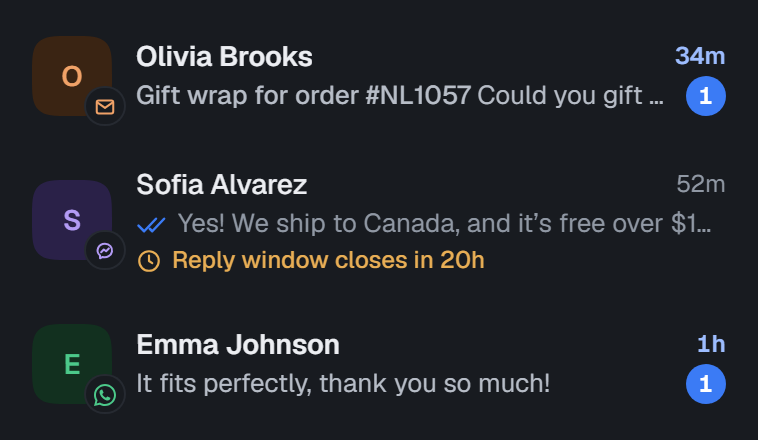 O
Olivia Brooks
34m
Gift wrap for order #NL1057 Could you gift ...
1
S
Sofia Alvarez
52m
Yes! We ship to Canada, and it’s free over $1...
Reply window closes in 20h
E
Emma Johnson
1h
It fits perfectly, thank you so much!
1